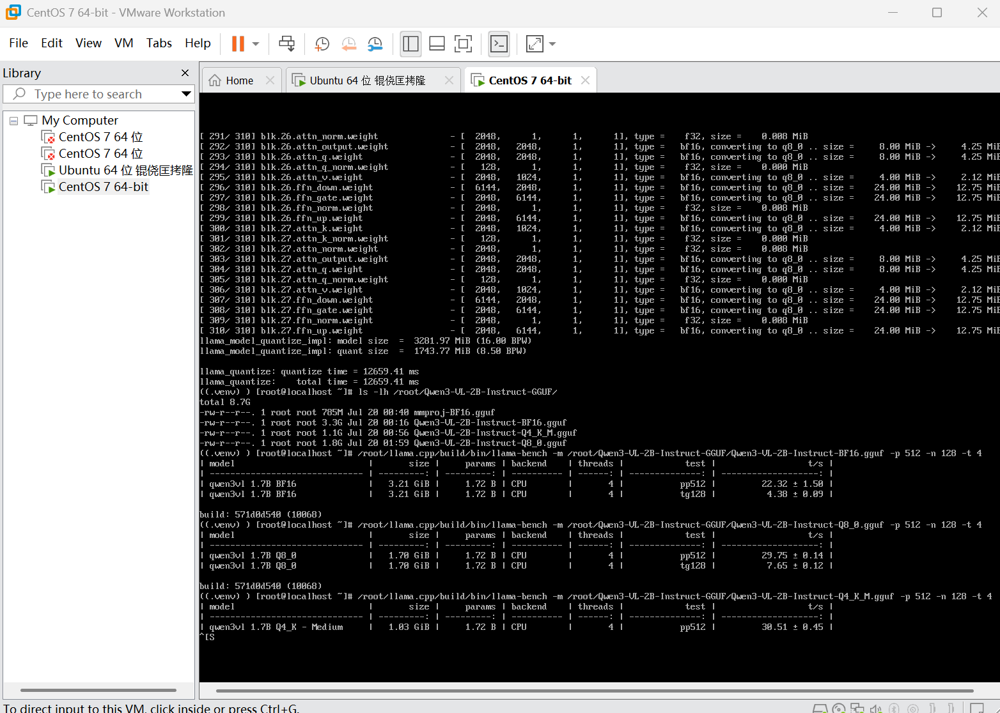 CentOS 7 64-bit - VMware Workstation
File Edit View VM Tabs Help
Library
Type here to search
My Computer
CentOS 7 64 位
CentOS 7 64 位
Ubuntu 64 位 锟侥匡拷隆
CentOS 7 64-bit
Home
Ubuntu 64 位 锟侥匡拷隆
CentOS 7 64-bit
[ 291/ 310] blk.26.attn_norm.weight - [ 2048, 1, 1, 1], type = f32, size = 0.008 MiB
[ 292/ 310] blk.26.attn_output.weight - [ 2048, 2048, 1, 1], type = bf16, converting to q8_0 .. size = 8.00 MiB -> 4.25 MiB
[ 293/ 310] blk.26.attn_q.weight - [ 2048, 2048, 1, 1], type = bf16, converting to q8_0 .. size = 8.00 MiB -> 4.25 MiB
[ 294/ 310] blk.26.attn_q_norm.weight - [ 128, 1, 1, 1], type = f32, size = 0.000 MiB
[ 295/ 310] blk.26.attn_v.weight - [ 2048, 1024, 1, 1], type = bf16, converting to q8_0 .. size = 4.00 MiB -> 2.12 MiB
[ 296/ 310] blk.26.ffn_down.weight - [ 6144, 2048, 1, 1], type = bf16, converting to q8_0 .. size = 24.00 MiB -> 12.75 MiB
[ 297/ 310] blk.26.ffn_gate.weight - [ 2048, 6144, 1, 1], type = bf16, converting to q8_0 .. size = 24.00 MiB -> 12.75 MiB
[ 298/ 310] blk.26.ffn_norm.weight - [ 2048, 1, 1, 1], type = f32, size = 0.008 MiB
[ 299/ 310] blk.26.ffn_up.weight - [ 2048, 6144, 1, 1], type = bf16, converting to q8_0 .. size = 24.00 MiB -> 12.75 MiB
[ 300/ 310] blk.27.attn_k.weight - [ 2048, 1024, 1, 1], type = bf16, converting to q8_0 .. size = 4.00 MiB -> 2.12 MiB
[ 301/ 310] blk.27.attn_k_norm.weight - [ 128, 1, 1, 1], type = f32, size = 0.000 MiB
[ 302/ 310] blk.27.attn_norm.weight - [ 2048, 1, 1, 1], type = f32, size = 0.008 MiB
[ 303/ 310] blk.27.attn_output.weight - [ 2048, 2048, 1, 1], type = bf16, converting to q8_0 .. size = 8.00 MiB -> 4.25 MiB
[ 304/ 310] blk.27.attn_q.weight - [ 2048, 2048, 1, 1], type = bf16, converting to q8_0 .. size = 8.00 MiB -> 4.25 MiB
[ 305/ 310] blk.27.attn_q_norm.weight - [ 128, 1, 1, 1], type = f32, size = 0.000 MiB
[ 306/ 310] blk.27.attn_v.weight - [ 2048, 1024, 1, 1], type = bf16, converting to q8_0 .. size = 4.00 MiB -> 2.12 MiB
[ 307/ 310] blk.27.ffn_down.weight - [ 6144, 2048, 1, 1], type = bf16, converting to q8_0 .. size = 24.00 MiB -> 12.75 MiB
[ 308/ 310] blk.27.ffn_gate.weight - [ 2048, 6144, 1, 1], type = bf16, converting to q8_0 .. size = 24.00 MiB -> 12.75 MiB
[ 309/ 310] blk.27.ffn_norm.weight - [ 2048, 1, 1, 1], type = f32, size = 0.008 MiB
[ 310/ 310] blk.27.ffn_up.weight - [ 2048, 6144, 1, 1], type = bf16, converting to q8_0 .. size = 24.00 MiB -> 12.75 MiB
llama_model_quantize_impl: model size = 3281.97 MiB (16.00 BPW)
llama_model_quantize_impl: quant size = 1743.77 MiB (8.50 BPW)
llama_quantize: quantize time = 12659.41 ms
llama_quantize: total time = 12659.41 ms
((.venv) ) [root@localhost ~]# ls -lh /root/Qwen3-VL-2B-Instruct-GGUF/
total 8.7G
-rw-r--r--. 1 root root 785M Jul 20 00:40 mmproj-BF16.gguf
-rw-r--r--. 1 root root 3.3G Jul 20 00:16 Qwen3-VL-2B-Instruct-BF16.gguf
-rw-r--r--. 1 root root 1.1G Jul 20 00:56 Qwen3-VL-2B-Instruct-Q4_K_M.gguf
-rw-r--r--. 1 root root 1.8G Jul 20 01:59 Qwen3-VL-2B-Instruct-Q8_0.gguf
((.venv) ) [root@localhost ~]# /root/llama.cpp/build/bin/llama-bench -m /root/Qwen3-VL-2B-Instruct-GGUF/Qwen3-VL-2B-Instruct-BF16.gguf -p 512 -n 128 -t 4
| model | size | params | backend | threads | test | t/s |
| ------------------------------ | ---------: | ---------: | ---------- | ------: | --------------: | -------------------: |
| qwen3vl 1.7B BF16 | 3.21 GiB | 1.72 B | CPU | 4 | pp512 | 22.32 ± 1.50 |
| qwen3vl 1.7B BF16 | 3.21 GiB | 1.72 B | CPU | 4 | tg128 | 4.38 ± 0.09 |
build: 571d0d540 (10068)
((.venv) ) [root@localhost ~]# /root/llama.cpp/build/bin/llama-bench -m /root/Qwen3-VL-2B-Instruct-GGUF/Qwen3-VL-2B-Instruct-Q8_0.gguf -p 512 -n 128 -t 4
| model | size | params | backend | threads | test | t/s |
| ------------------------------ | ---------: | ---------: | ---------- | ------: | --------------: | -------------------: |
| qwen3vl 1.7B Q8_0 | 1.70 GiB | 1.72 B | CPU | 4 | pp512 | 29.75 ± 0.14 |
| qwen3vl 1.7B Q8_0 | 1.70 GiB | 1.72 B | CPU | 4 | tg128 | 7.65 ± 0.12 |
build: 571d0d540 (10068)
((.venv) ) [root@localhost ~]# /root/llama.cpp/build/bin/llama-bench -m /root/Qwen3-VL-2B-Instruct-GGUF/Qwen3-VL-2B-Instruct-Q4_K_M.gguf -p 512 -n 128 -t 4
| model | size | params | backend | threads | test | t/s |
| ------------------------------ | ---------: | ---------: | ---------- | ------: | --------------: | -------------------: |
| qwen3vl 1.7B Q4_K - Medium | 1.03 GiB | 1.72 B | CPU | 4 | pp512 | 30.51 ± 0.45 |
^[S
To direct input to this VM, click inside or press Ctrl+G.